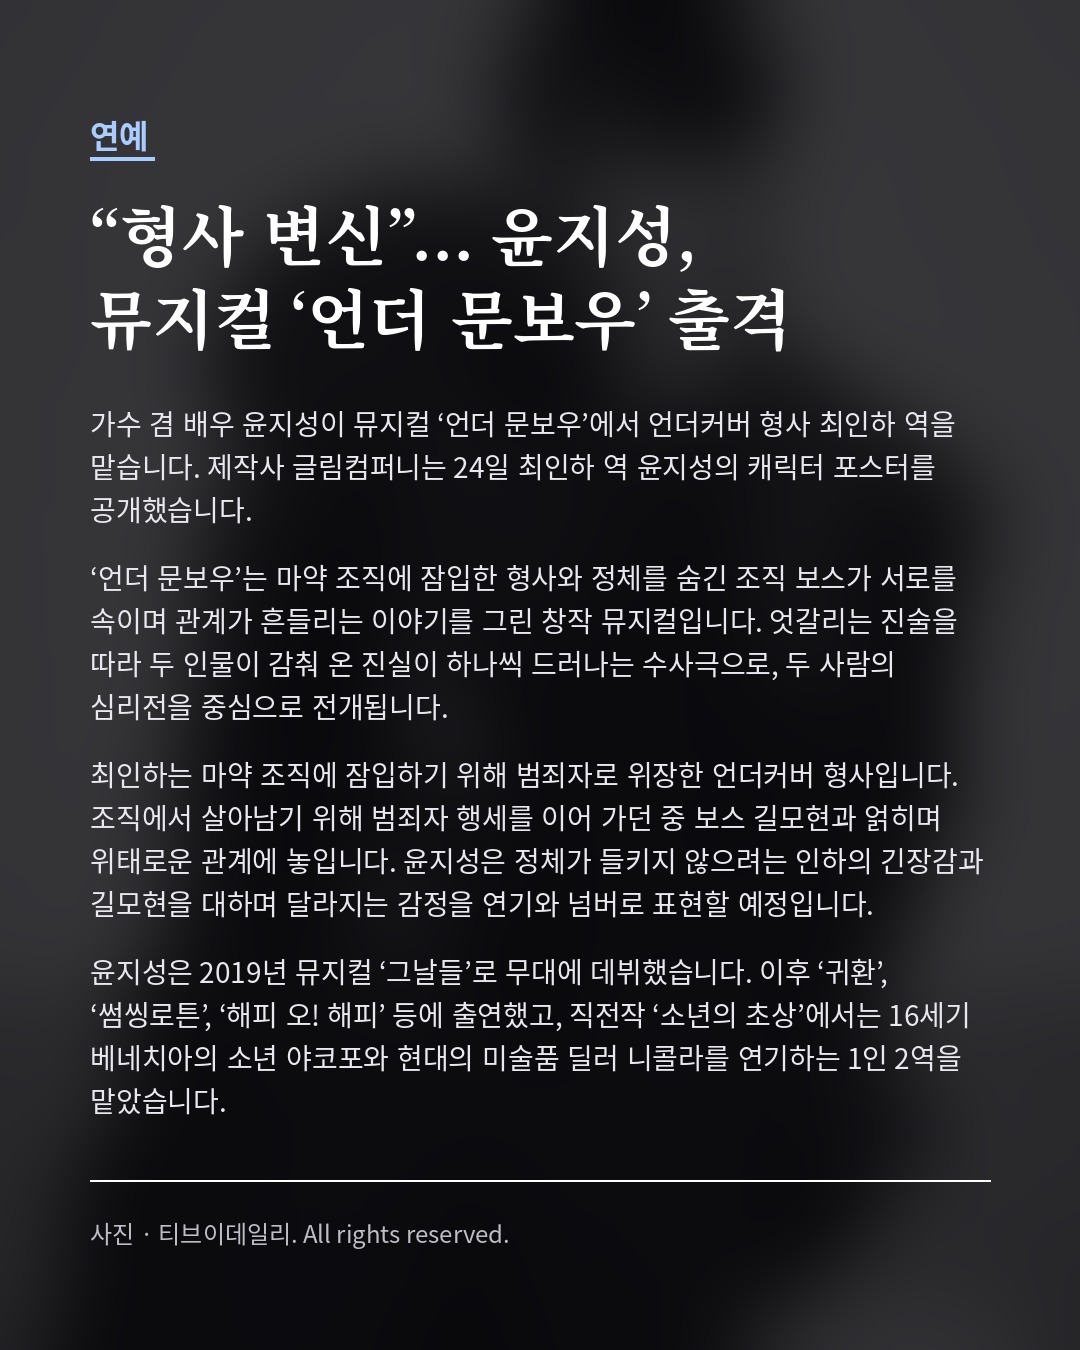 연예
“형사 변신”… 윤지성,
뮤지컬 ‘언더 문보우’ 출격
가수 겸 배우 윤지성이 뮤지컬 ‘언더 문보우’에서 언더커버 형사 최인하 역을
맡습니다. 제작사 글림컴퍼니는 24일 최인하 역 윤지성의 캐릭터 포스터를
공개했습니다.
‘언더 문보우’는 마약 조직에 잠입한 형사와 정체를 숨긴 조직 보스가 서로를
속이며 관계가 흔들리는 이야기를 그린 창작 뮤지컬입니다. 엇갈리는 진술을
따라 두 인물이 감춰 온 진실이 하나씩 드러나는 수사극으로, 두 사람의
심리전을 중심으로 전개됩니다.
최인하는 마약 조직에 잠입하기 위해 범죄자로 위장한 언더커버 형사입니다.
조직에서 살아남기 위해 범죄자 행세를 이어 가던 중 보스 길모현과 얽히며
위태로운 관계에 놓입니다. 윤지성은 정체가 들키지 않으려는 인하의 긴장감과
길모현을 대하며 달라지는 감정을 연기와 넘버로 표현할 예정입니다.
윤지성은 2019년 뮤지컬 ‘그날들’로 무대에 데뷔했습니다. 이후 ‘귀환’,
‘썸씽로튼’, ‘해피 오! 해피’ 등에 출연했고, 직전작 ‘소년의 초상’에서는 16세기
베네치아의 소년 야코포와 현대의 미술품 딜러 니콜라를 연기하는 1인 2역을
맡았습니다.
사진 · 티브이데일리. All rights reserved.